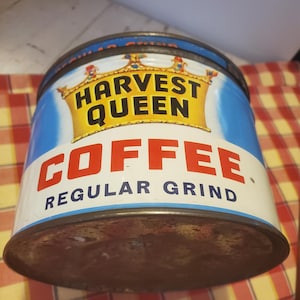 HARVEST
QUEEN
COFFEE
REGULAR GRIND